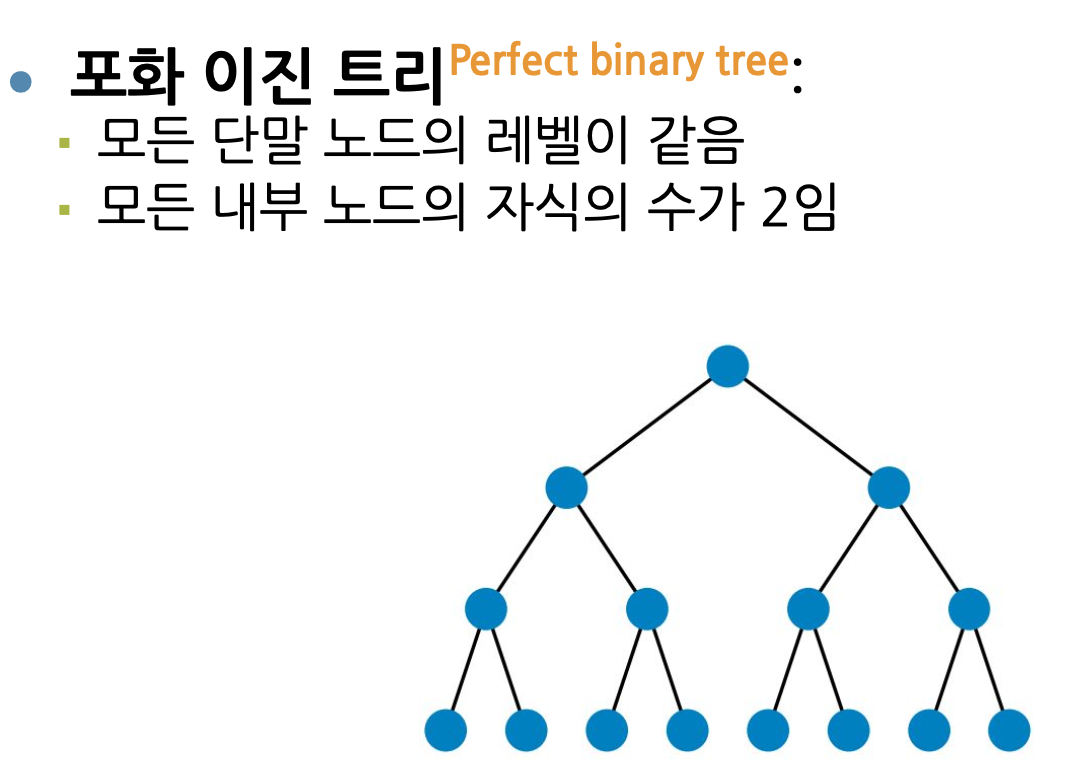 포화 이진 트리Perfect binary tree:
모든 단말 노드의 레벨이 같음
모든 내부 노드의 자식의 수가 2임